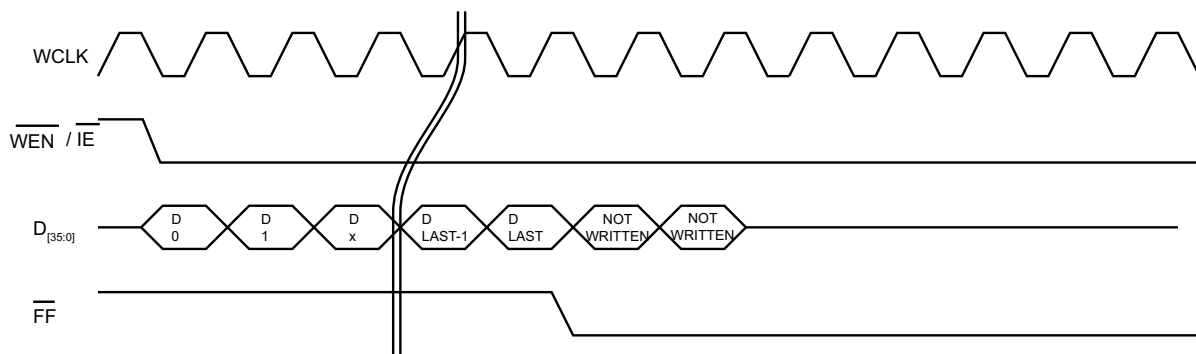 WCLK
WEN / IE
D[35:0]
D D D D D NOT NOT
0 1 x LAST-1 LAST WRITTEN WRITTEN
FF